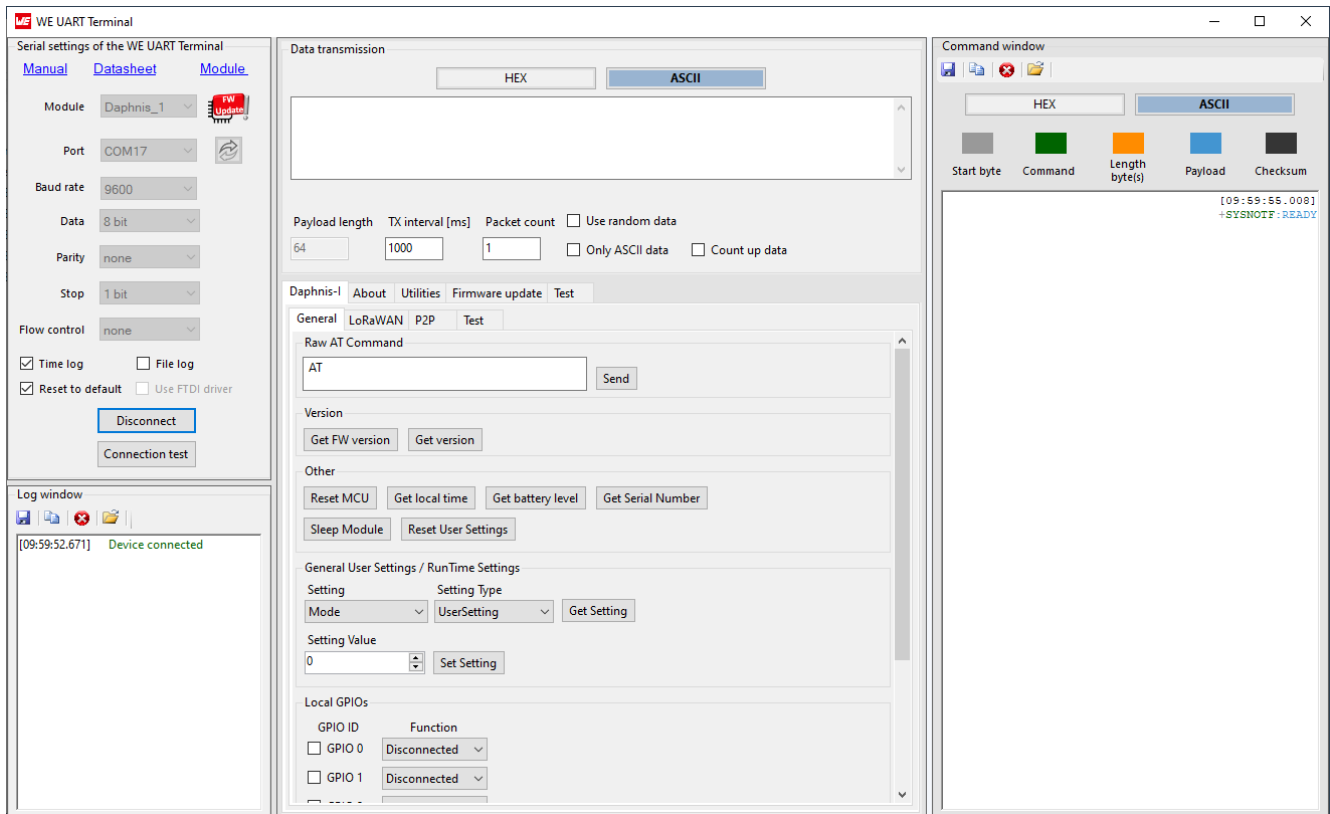 WE UART Terminal
Serial settings of the WE UART Terminal
Manual Datasheet Module
Module Daphnis_1 FW Update
Port COM17
Baud rate 9600
Data 8 bit
Parity none
Stop 1 bit
Flow control none
Time log File log
Reset to default Use FTDI driver
Disconnect
Connection test
Log window
[09:59:52.671] Device connected
Data transmission
HEX ASCII
Payload length TX interval [ms] Packet count Use random data
64 1000 1 Only ASCII data Count up data
Daphnis-I About Utilities Firmware update Test
General LoRaWAN P2P Test
Raw AT Command
AT
Send
Version
Get FW version Get version
Other
Reset MCU Get local time Get battery level Get Serial Number
Sleep Module Reset User Settings
General User Settings / RunTime Settings
Setting Setting Type
Mode UserSetting Get Setting
Setting Value
0 Set Setting
Local GPIOs
GPIO ID Function
GPIO 0 Disconnected
GPIO 1 Disconnected
Command window
HEX ASCII
Start byte Command Length byte(s) Payload Checksum
[09:59:55.008]
+SYSNOTF:READY